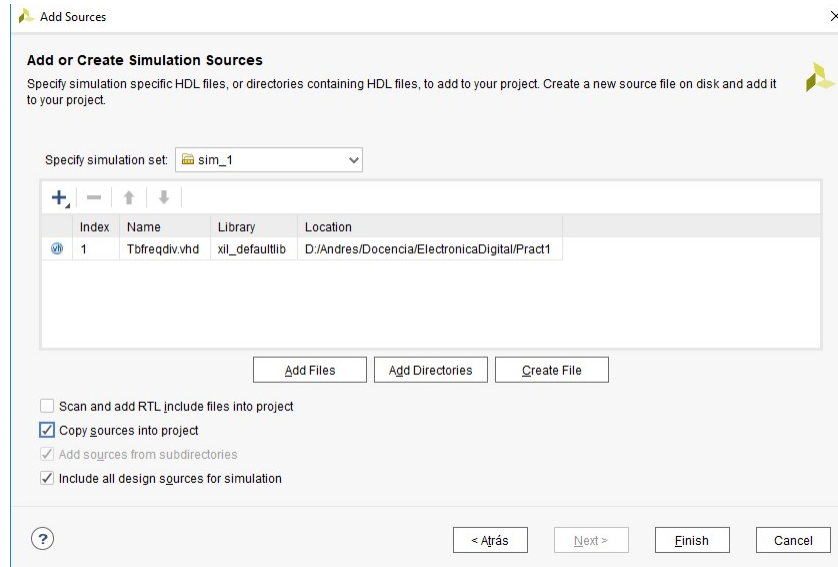 Add Sources
Add or Create Simulation Sources
Specify simulation specific HDL files, or directories containing HDL files, to add to your project. Create a new source file on disk and add it
to your project.
Specify simulation set: sim_1
Index Name Library Location
1 Tbfreqdiv.vhd xil_defaultlib D:/Andres/Docencia/ElectronicaDigital/Pract1
Add Files Add Directories Create File
Scan and add RTL include files into project
Copy sources into project
Add sources from subdirectories
Include all design sources for simulation
? < Atrás Next > Finish Cancel